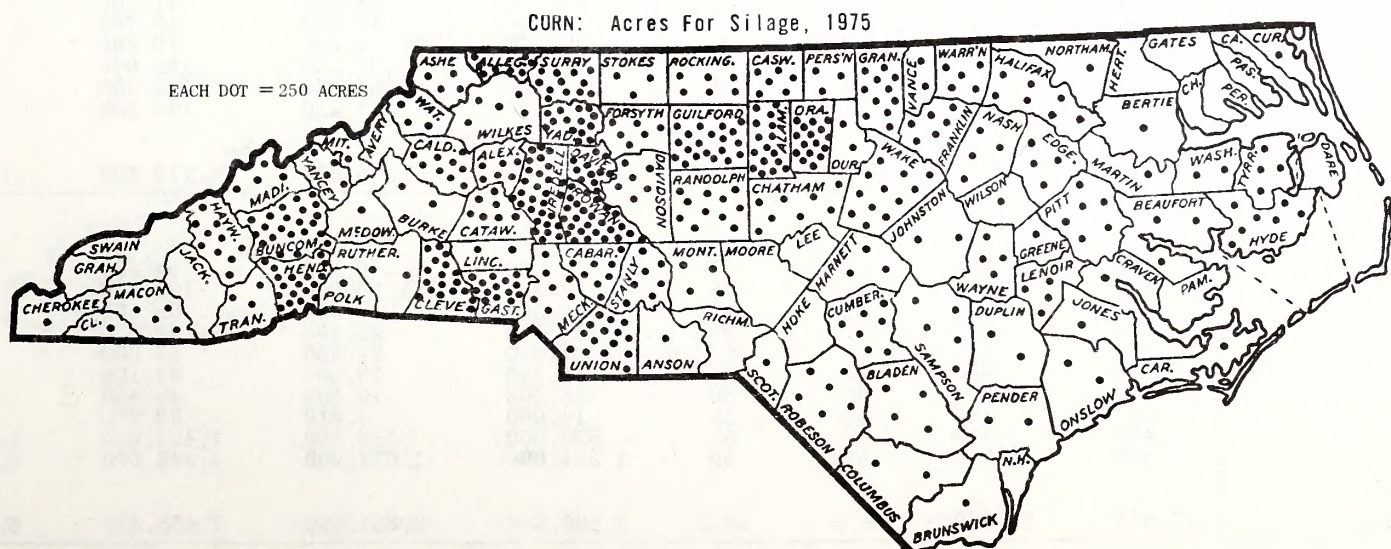 CORN: Acres For Silage, 1975
EACH DOT = 250 ACRES
ASHE
ALLEG.
SURRY
STOKES
ROCKING.
CASW.
PERS'N
GRAN.
VANCE
WARR'N
NORTHAM.
HALIFAX
HERT.
GATES
CA.
CUR.
PAS.
PER.
CH.
BERTIE
WAT.
AVERY
WILKES
YAD.
FORSYTH
GUILFORD
ALAM.
ORA.
DUR.
FRANKLIN
NASH
EDGE.
MARTIN
WASH.
TYRR.
DARE
MIT.
YANCEY
CALD.
ALEX.
IREDELL
DAVIE
DAVIDSON
RANDOLPH
CHATHAM
WAKE
WILSON
PITT
BEAUFORT
HYDE
MADI.
HAYW.
BUNCOM.
McDOW.
BURKE
CATAW.
ROWAN
JOHNSTON
GREENE
LENOIR
CRAVEN
PAM.
SWAIN
GRAH.
JACK.
HEND.
RUTHER.
LINC.
CABAR.
MONT.
MOORE
LEE
HARNETT
WAYNE
CHEROKEE
MACON
CL.
TRAN.
POLK
CLEVE.
GAST.
MECK.
STANLY
RICHM.
HOKE
CUMBER.
SAMPSON
DUPLIN
JONES
CAR.
UNION
ANSON
SCOT.
ROBESON
BLADEN
PENDER
ONSLOW
COLUMBUS
N.H.
BRUNSWICK